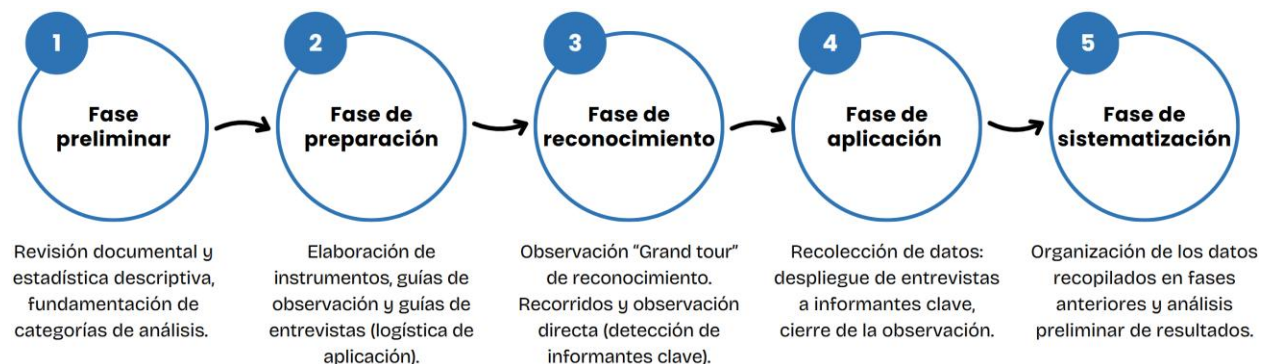 1
Fase
preliminar
Revisión documental y
estadística descriptiva,
fundamentación de
categorías de análisis.
2
Fase de
preparación
Elaboración de
instrumentos, guías de
observación y guías de
entrevistas (logística de
aplicación).
3
Fase de
reconocimiento
Observación “Grand tour”
de reconocimiento.
Recorridos y observación
directa (detección de
informantes clave).
4
Fase de
aplicación
Recolección de datos:
despliegue de entrevistas
a informantes clave,
cierre de la observación.
5
Fase de
sistematización
Organización de los datos
recopilados en fases
anteriores y análisis
preliminar de resultados.